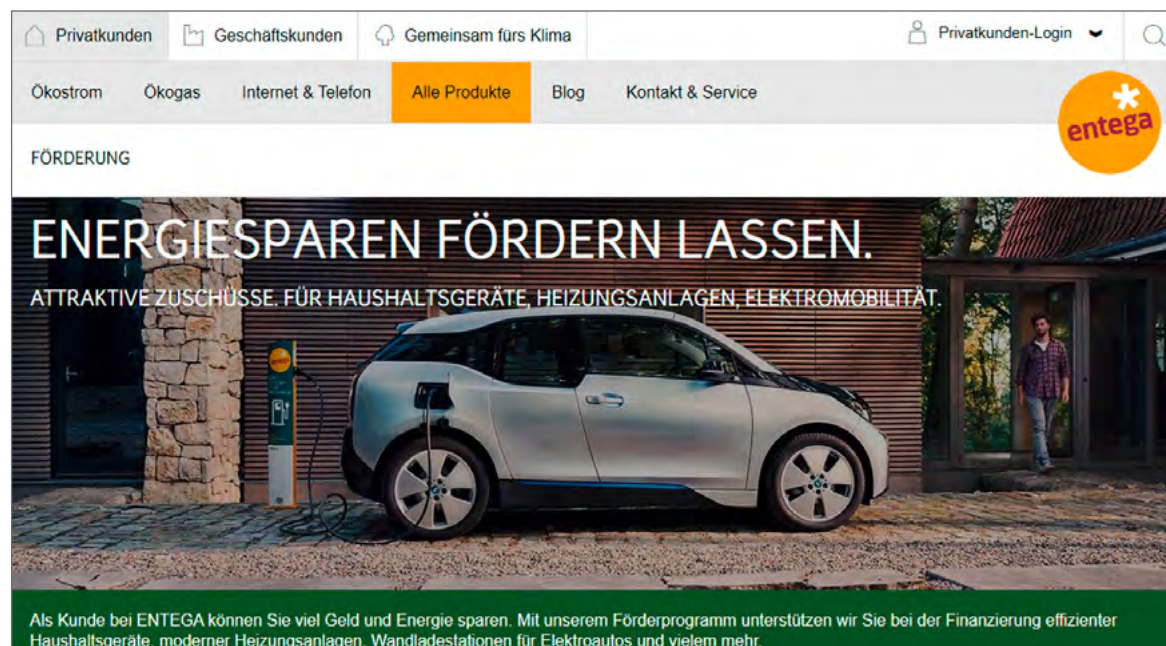 Privatkunden
Geschäftskunden
Gemeinsam fürs Klima
Privatkunden-Login
Ökostrom
Ökogas
Internet & Telefon
Alle Produkte
Blog
Kontakt & Service
entega
FÖRDERUNG
ENERGIESPAREN FÖRDERN LASSEN.
ATTRAKTIVE ZUSCHÜSSE. FÜR HAUSHALTSGERÄTE, HEIZUNGSANLAGEN, ELEKTROMOBILITÄT.
entega
Als Kunde bei ENTEGA können Sie viel Geld und Energie sparen. Mit unserem Förderprogramm unterstützen wir Sie bei der Finanzierung effizienter
Haushaltsgeräte, moderner Heizungsanlagen, Wandladestationen für Elektroautos und vielem mehr.